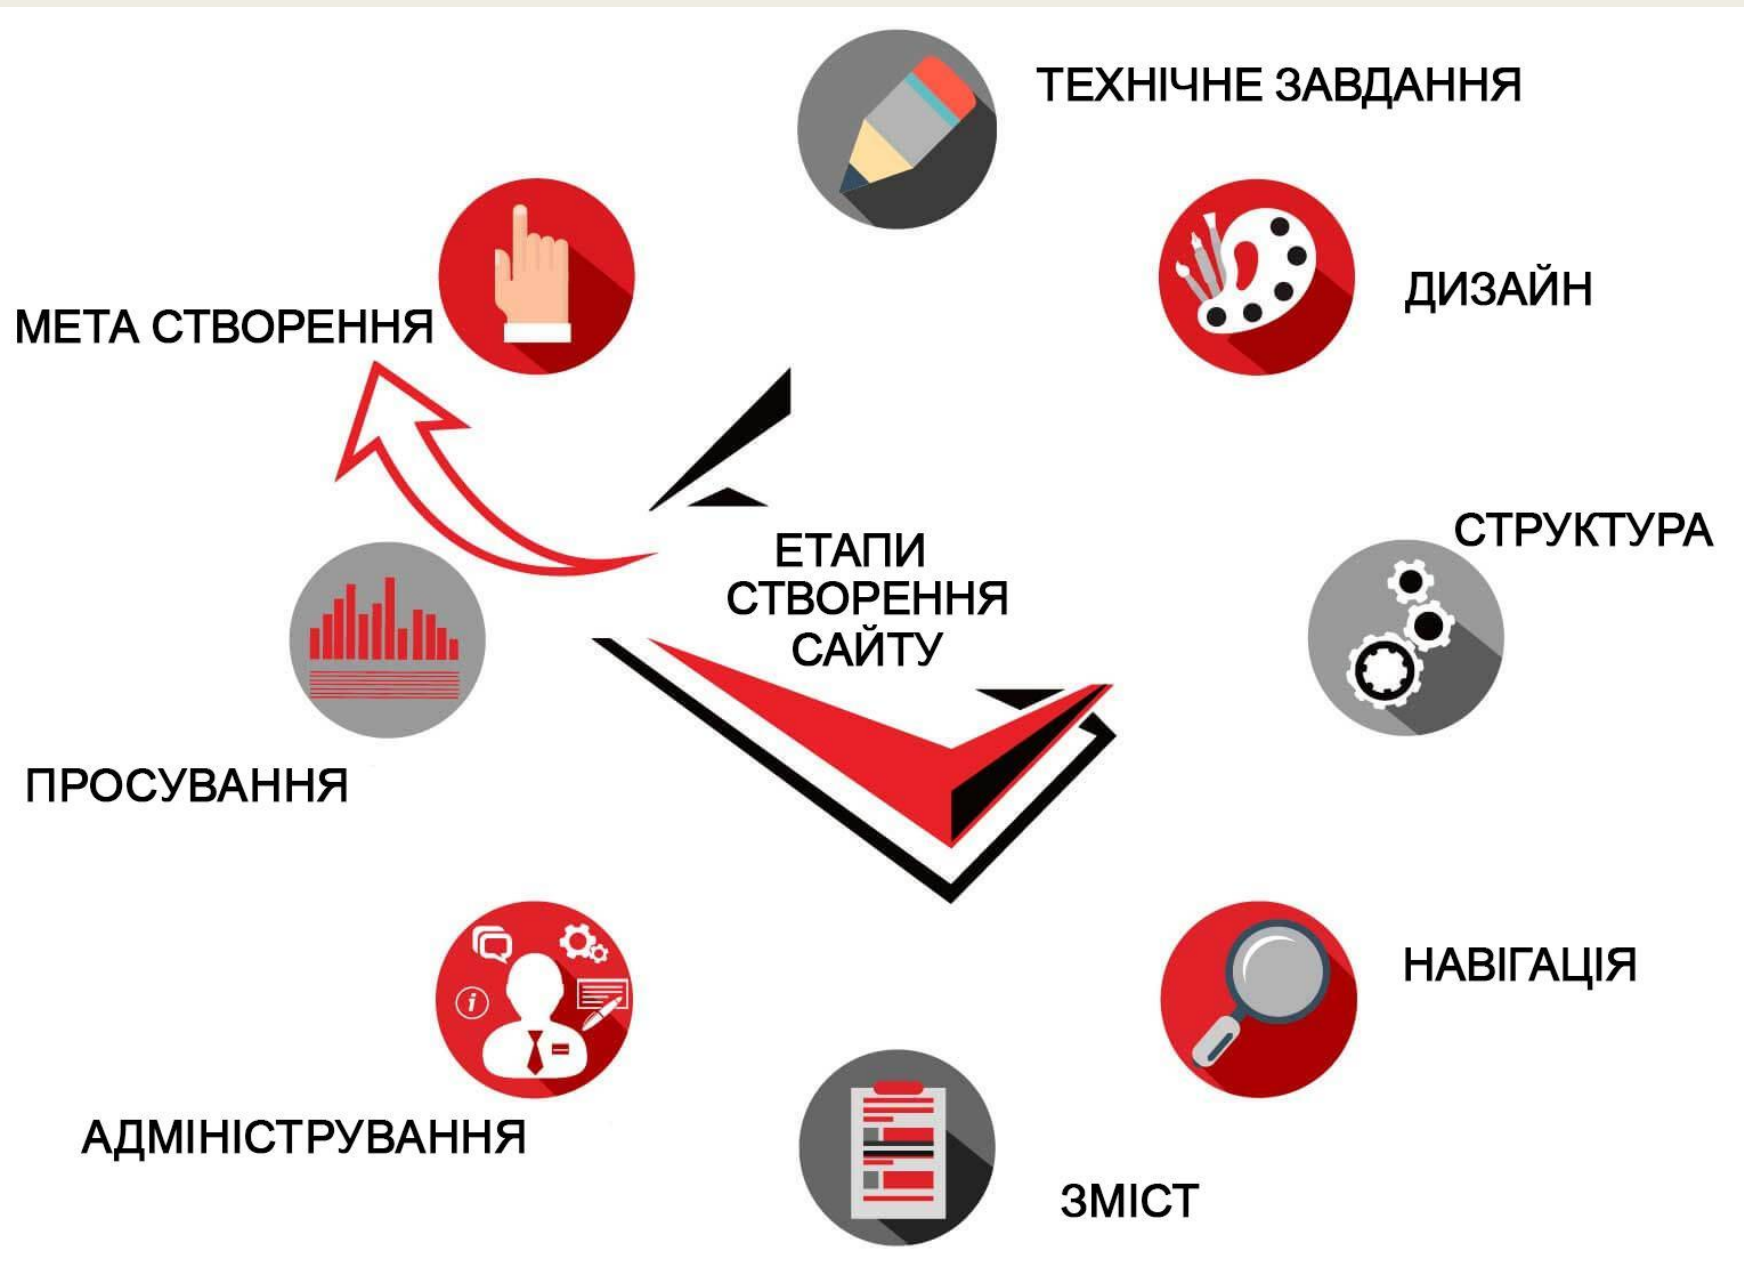 ТЕХНІЧНЕ ЗАВДАННЯ
ДИЗАЙН
МЕТА СТВОРЕННЯ
СТРУКТУРА
ЕТАПИ
СТВОРЕННЯ
САЙТУ
ПРОСУВАННЯ
НАВІГАЦІЯ
АДМІНІСТРУВАННЯ
ЗМІСТ
i